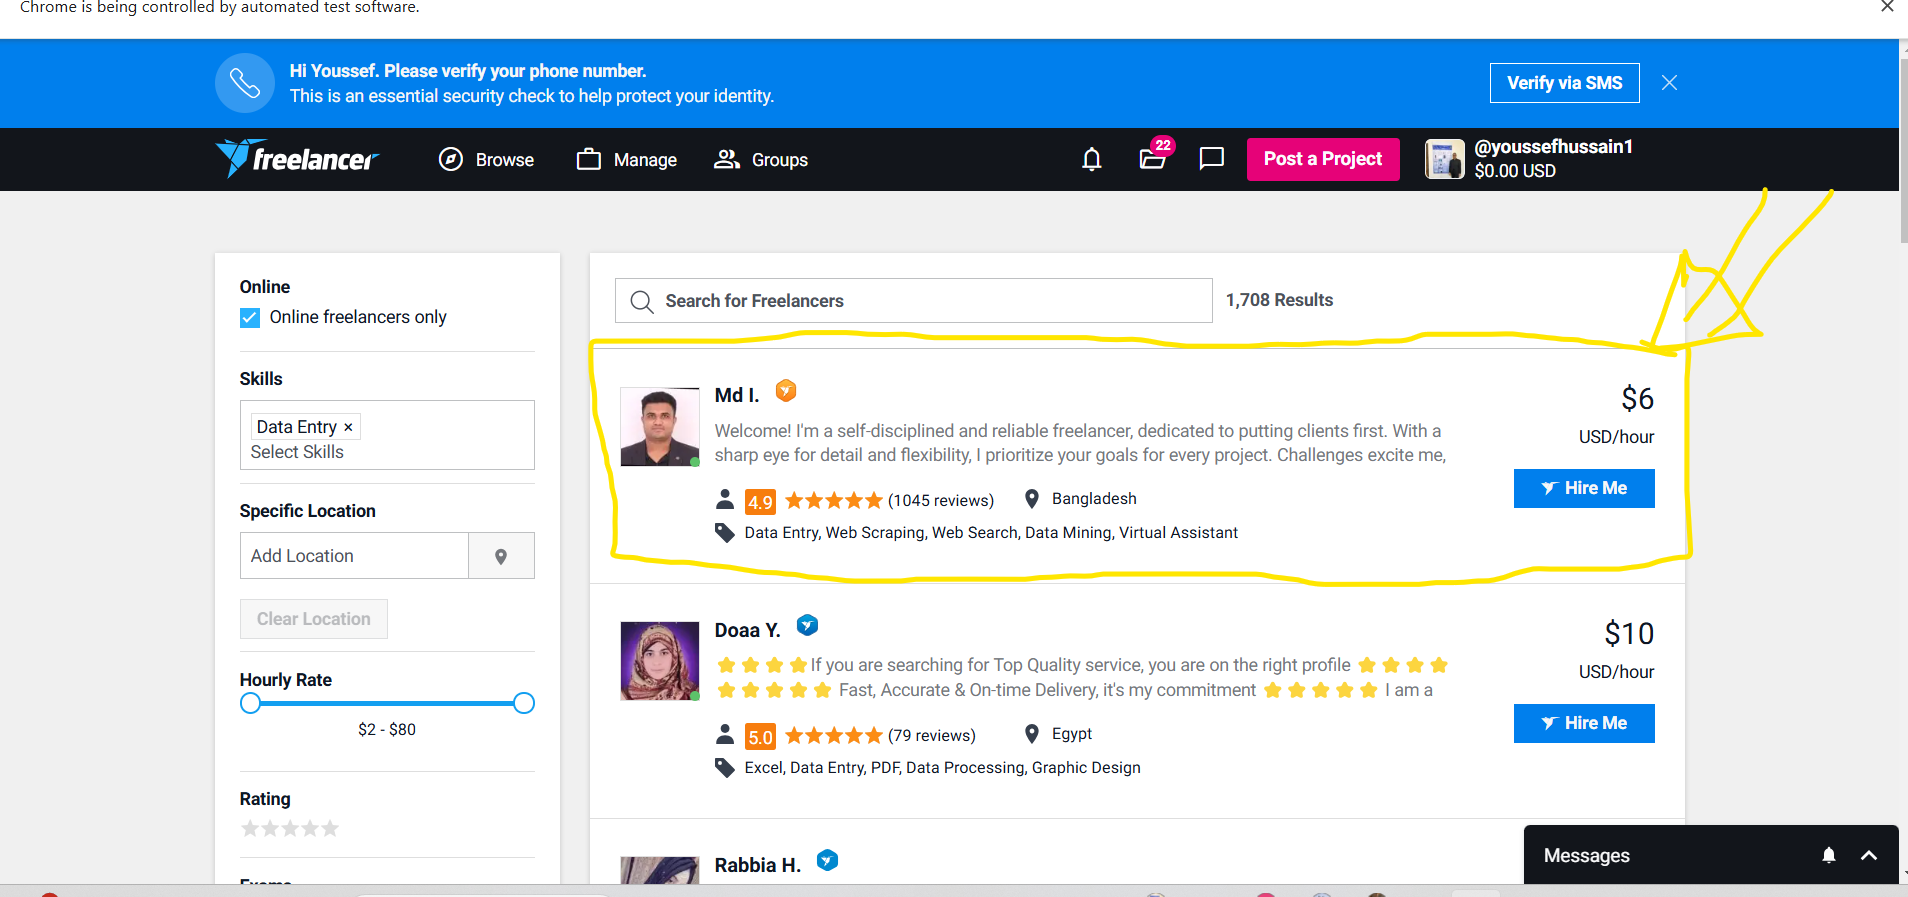 Chrome is being controlled by automated test software.
Hi Youssef. Please verify your phone number.
This is an essential security check to help protect your identity.
Verify via SMS
freelancer
Browse
Manage
Groups
22
Post a Project
@youssefhussain1
$0.00 USD
Online
Online freelancers only
Skills
Data Entry ×
Select Skills
Specific Location
Add Location
Clear Location
Hourly Rate
$2 - $80
Rating
Search for Freelancers
1,708 Results
Md I.
Welcome! I'm a self-disciplined and reliable freelancer, dedicated to putting clients first. With a
sharp eye for detail and flexibility, I prioritize your goals for every project. Challenges excite me,
4.9 (1045 reviews)
Bangladesh
Data Entry, Web Scraping, Web Search, Data Mining, Virtual Assistant
$6
USD/hour
Hire Me
Doaa Y.
If you are searching for Top Quality service, you are on the right profile
Fast, Accurate & On-time Delivery, it's my commitment I am a
5.0 (79 reviews)
Egypt
Excel, Data Entry, PDF, Data Processing, Graphic Design
$10
USD/hour
Hire Me
Rabbia H.
Messages